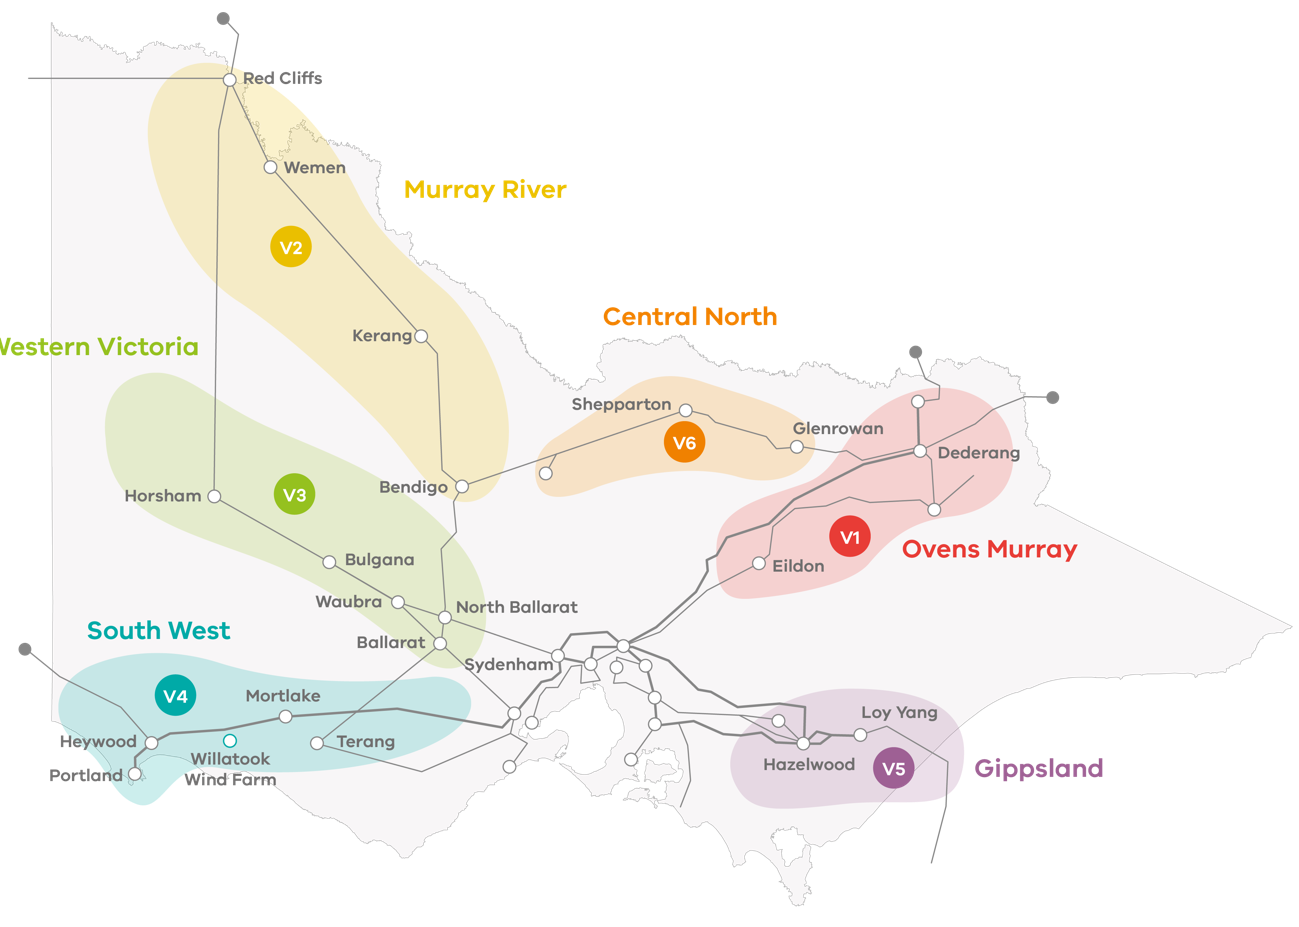 Red Cliffs
Wemen
Murray River
V2
Central North
Kerang
Western Victoria
Shepparton
Glenrowan
V6
Dederang
Bendigo
Horsham
V3
V1
Ovens Murray
Bulgana
Eildon
Waubra
North Ballarat
South West
Ballarat
Sydenham
V4
Mortlake
Loy Yang
Heywood
Willatook
Wind Farm
Terang
Portland
Hazelwood
V5
Gippsland